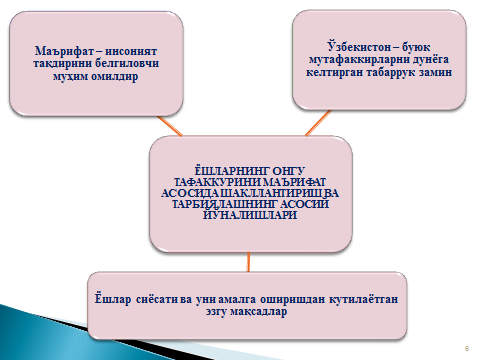 Маърифат – инсоният
тақдирини белгиловчи
муҳим омилдир
Ўзбекистон – буюк
мутафаккирларни дунёга
келтирган табаррук замин
ЁШЛАРНИНГ ОНГУ
ТАФАККУРИНИ МАЪРИФАТ
АСОСИДА ШАКЛЛАНТИРИШ ВА
ТАРБИЯЛАШНИНГ АСОСИЙ
ЙЎНАЛИШЛАРИ
Ёшлар сиёсати ва уни амалга оширишдан кутилаётган
эзгу мақсадлар
6